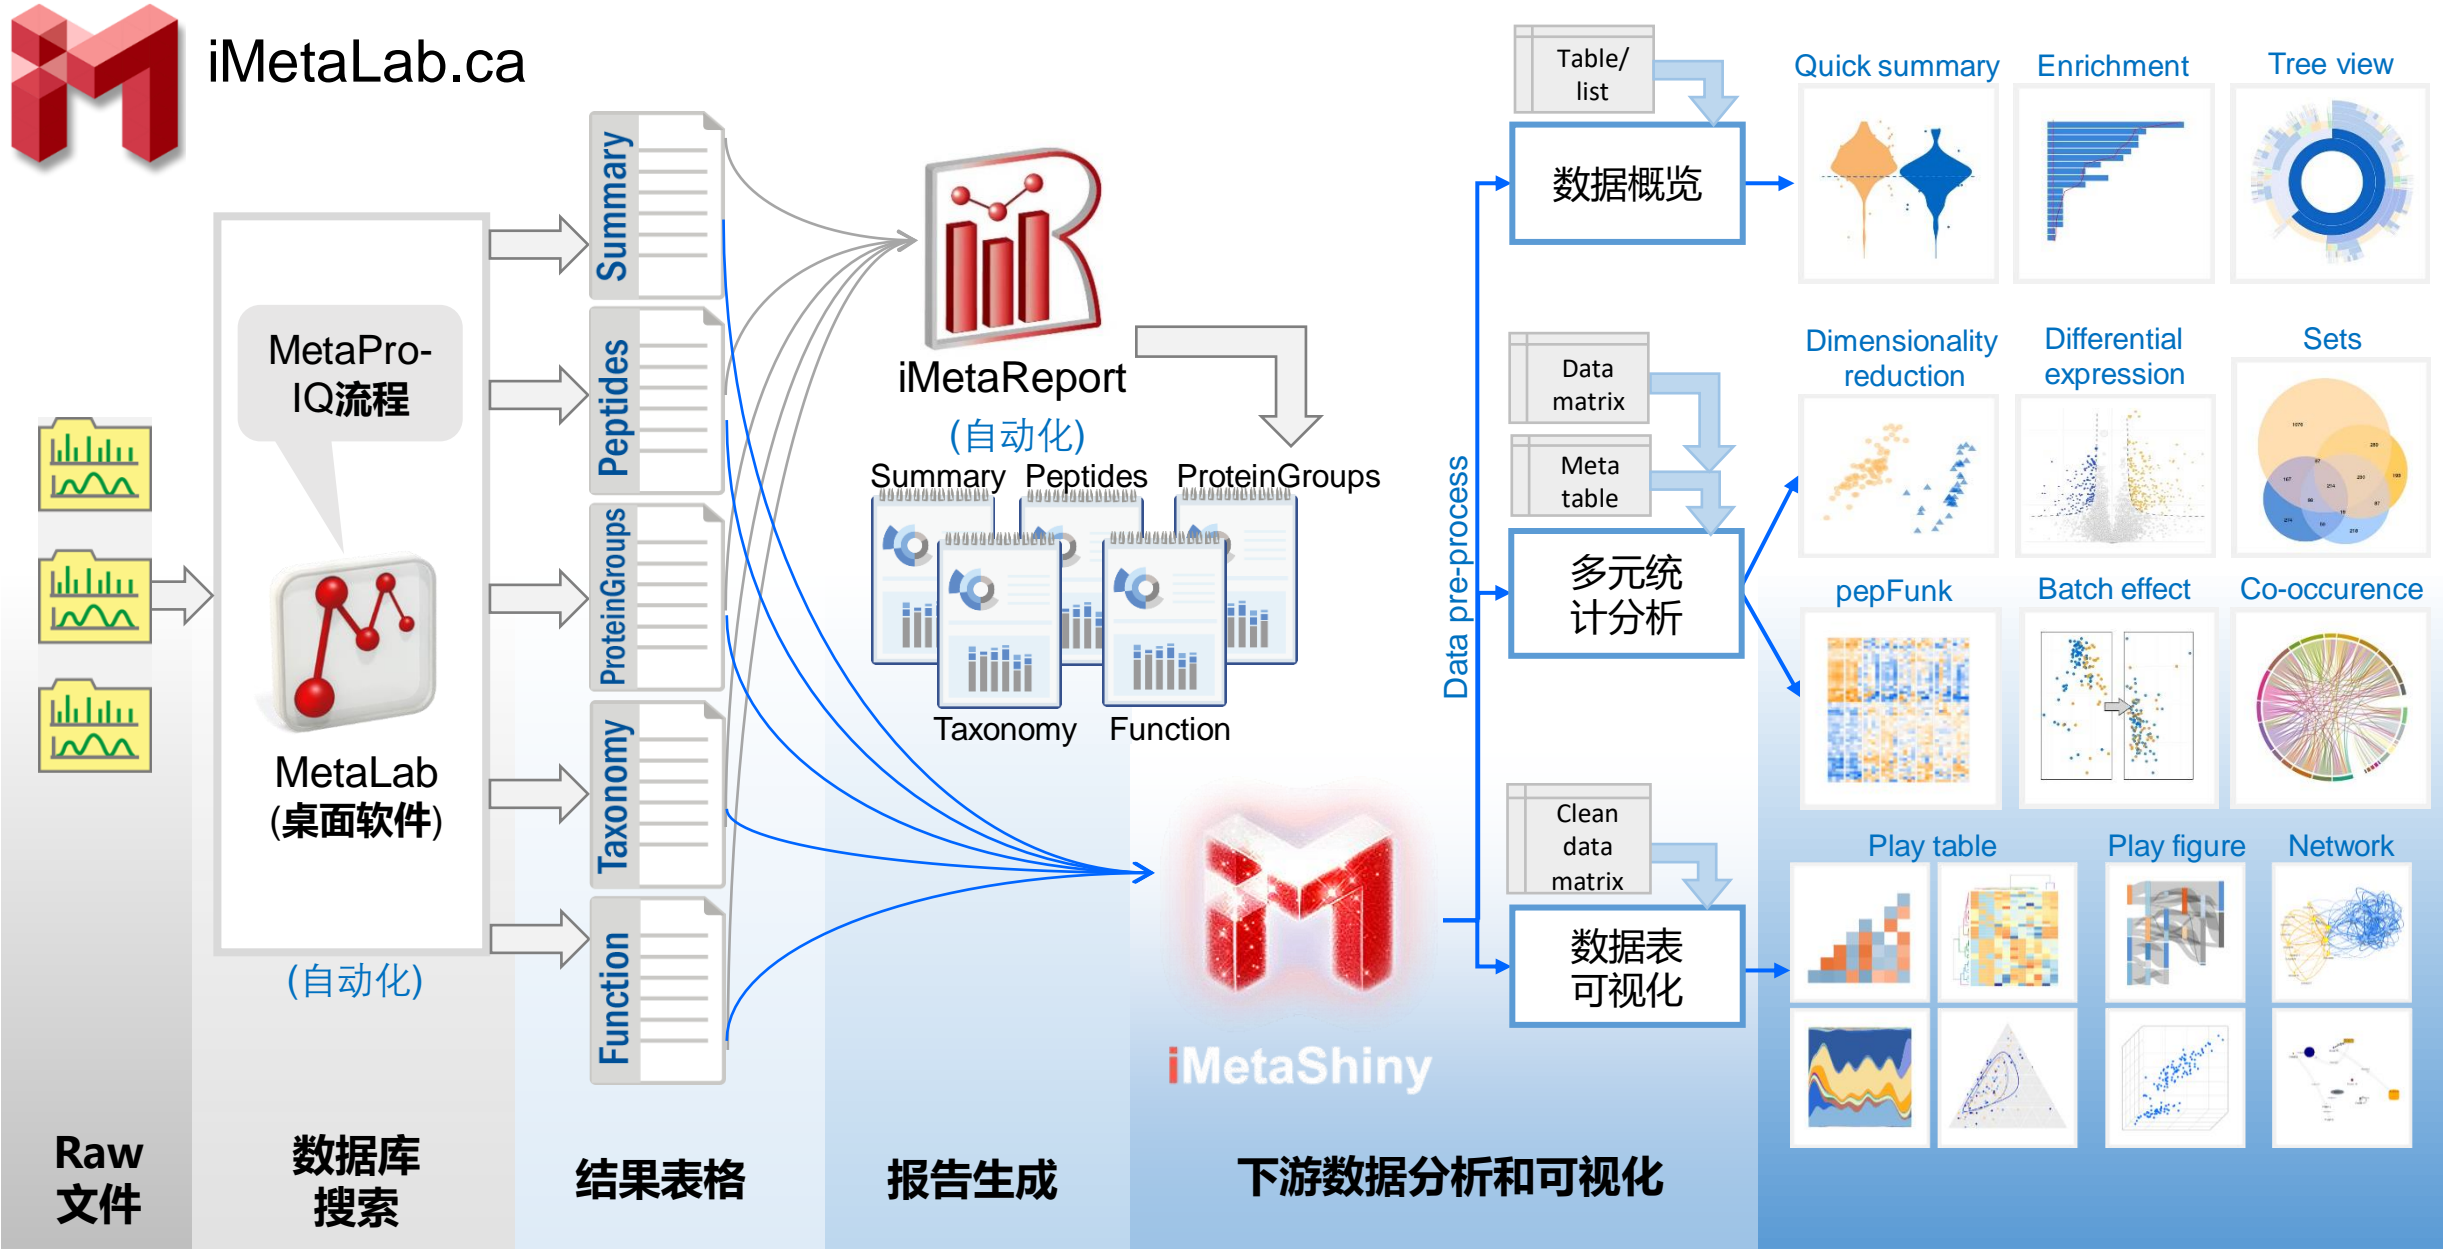 iMetaLab.ca
MetaPro-
IQ流程
MetaLab
(桌面软件)
(自动化)
Summary
Peptides
ProteinGroups
Taxonomy
Function
iMetaReport
(自动化)
Summary
Peptides
ProteinGroups
Taxonomy
Function
iMetaShiny
Data pre-process
Table/
list
数据概览
Data
matrix
Meta
table
多元统
计分析
Clean
data
matrix
数据表
可视化
Quick summary
Enrichment
Tree view
Dimensionality
reduction
Differential
expression
Sets
pepFunk
Batch effect
Co-occurence
Play table
Play figure
Network
Raw
文件
数据库
搜索
结果表格
报告生成
下游数据分析和可视化